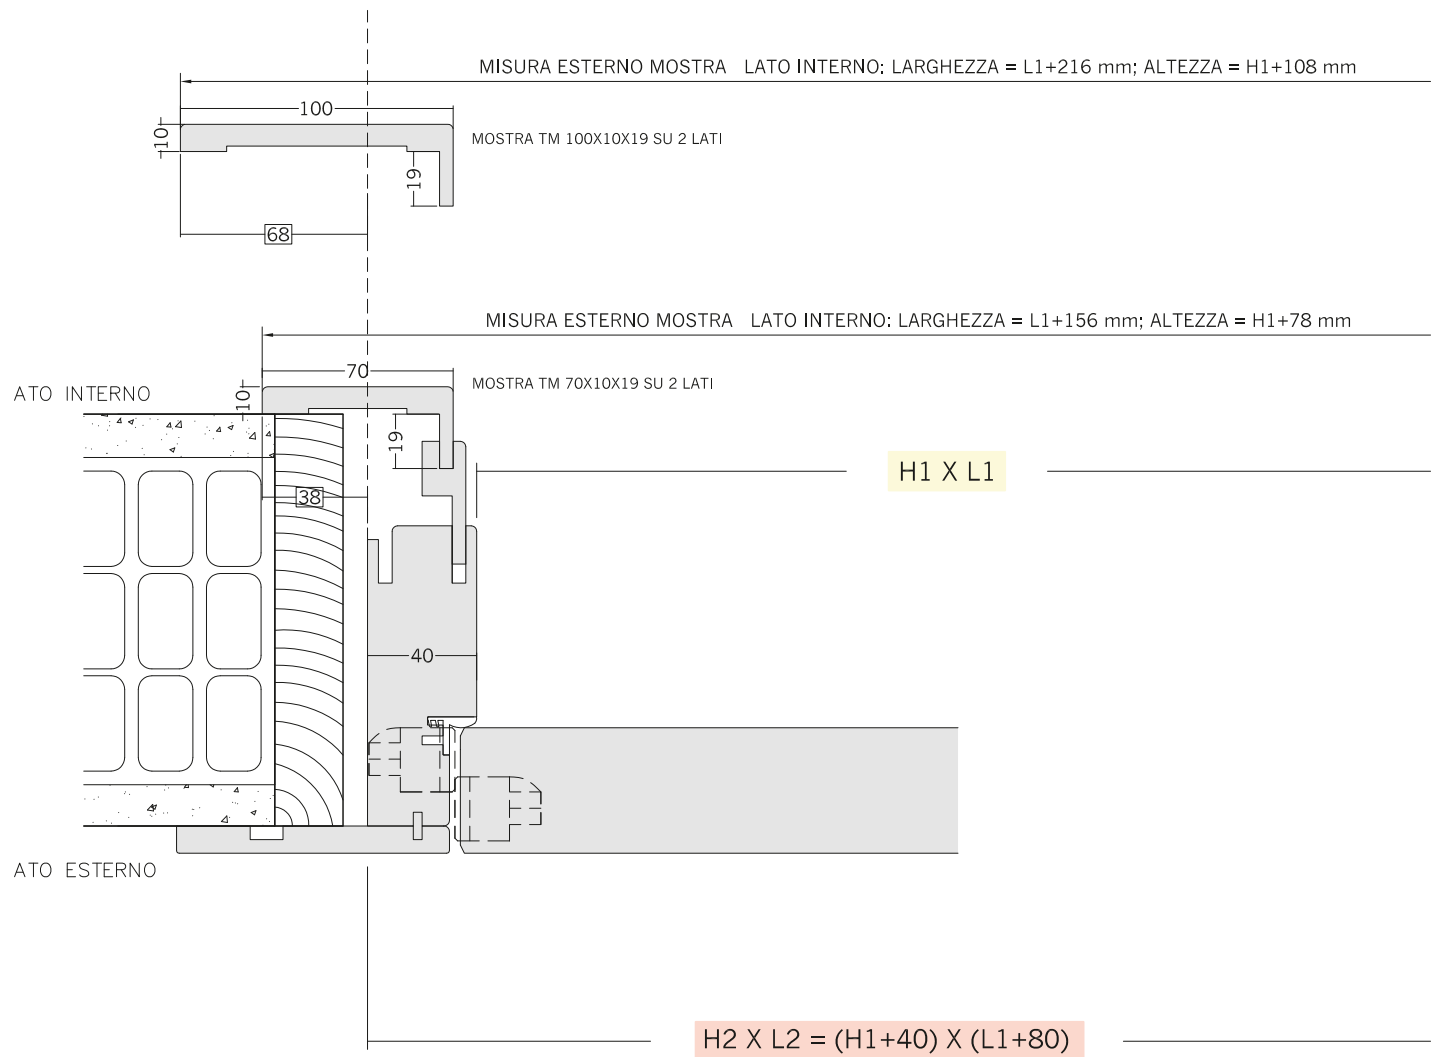 MISURA ESTERNO MOSTRA LATO INTERNO: LARGHEZZA = L1+216 mm; ALTEZZA = H1+108 mm
100
10
MOSTRA TM 100X10X19 SU 2 LATI
19
68
MISURA ESTERNO MOSTRA LATO INTERNO: LARGHEZZA = L1+156 mm; ALTEZZA = H1+78 mm
70
MOSTRA TM 70X10X19 SU 2 LATI
ATO INTERNO
10
19
H1 X L1
38
40
ATO ESTERNO
H2 X L2 = (H1+40) X (L1+80)